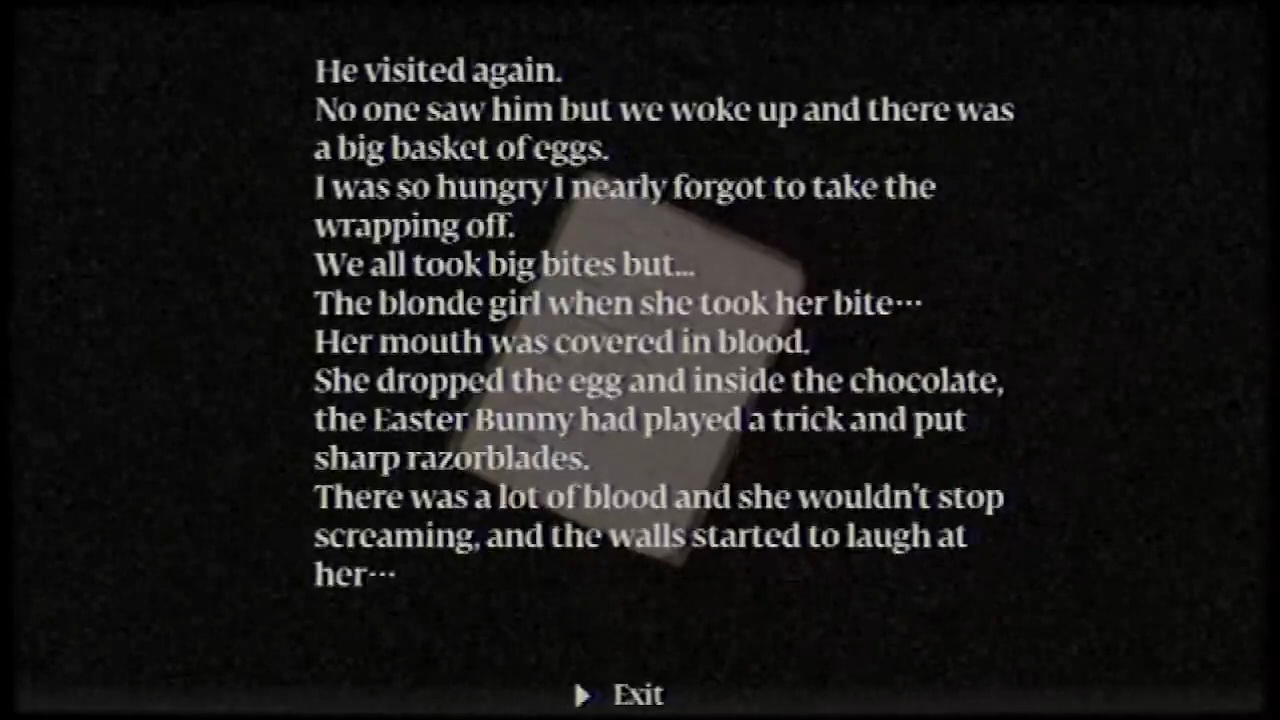 He visited again.
No one saw him but we woke up and there was
a big basket of eggs.
I was so hungry I nearly forgot to take the
wrapping off.
We all took big bites but...
The blonde girl when she took her bite⋯
Her mouth was covered in blood.
She dropped the egg and inside the chocolate,
the Easter Bunny had played a trick and put
sharp razorblades.
There was a lot of blood and she wouldn't stop
screaming, and the walls started to laugh at
her⋯
Exit